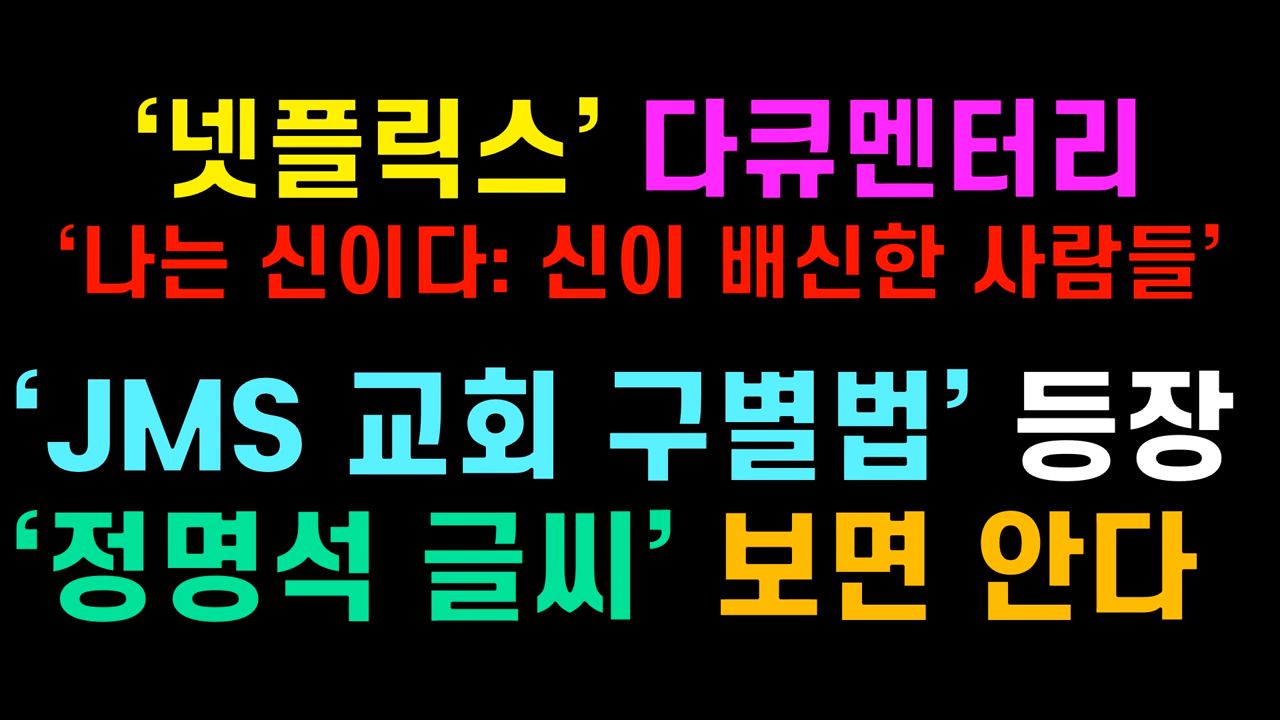 ‘넷플릭스’ 다큐멘터리
‘나는 신이다: 신이 배신한 사람들’
‘JMS 교회 구별법’ 등장
‘정명석 글씨’ 보면 안다